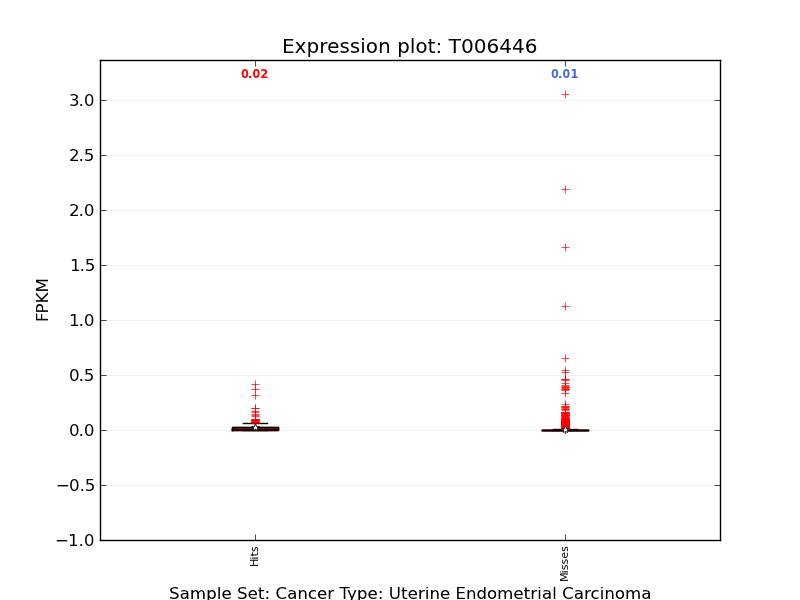 Expression plot: T006446
0.02
0.01
3.0
2.5
2.0
1.5
1.0
0.5
0.0
−0.5
−1.0
FPKM
Hits
Misses
Sample Set: Cancer Type: Uterine Endometrial Carcinoma